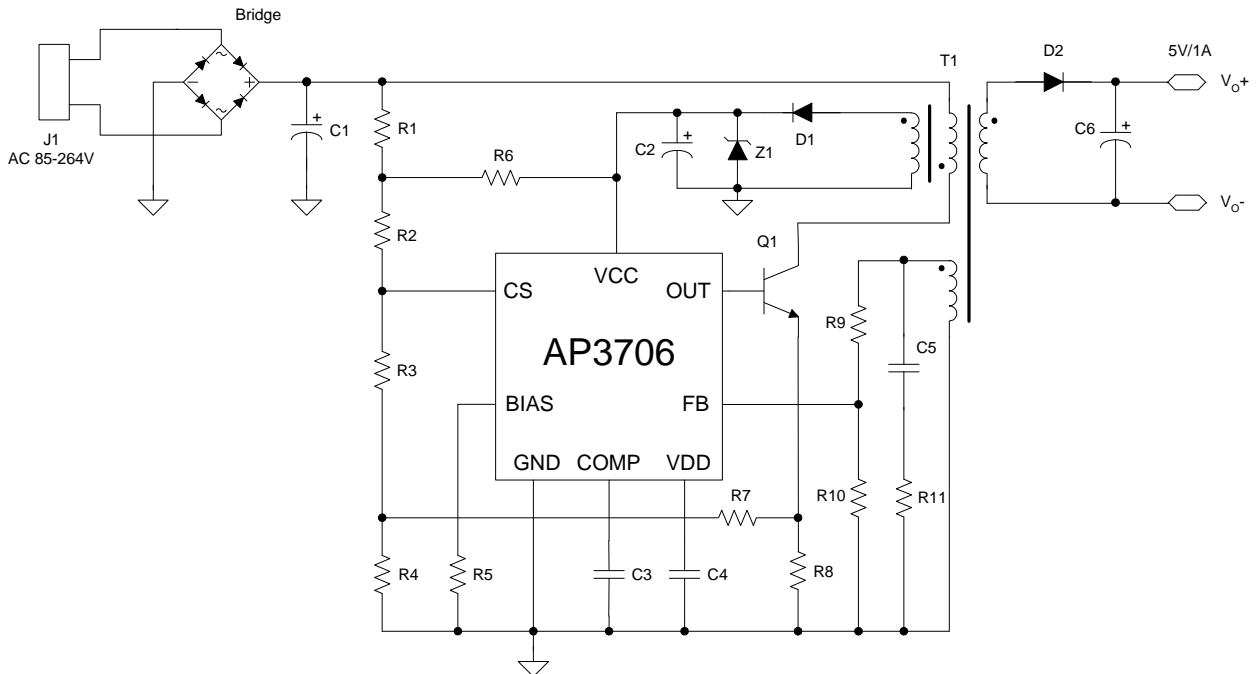 Bridge
J1
AC 85-264V
~
~
-
+
+
C1
R1
R6
R2
R3
R4
R5
C2
+
Z1
D1
T1
D2
5V/1A
V_O+
V_O-
C6
+
Q1
VCC
CS
OUT
AP3706
BIAS
FB
GND
COMP
VDD
R7
R8
R9
C5
R10
R11
C3
C4